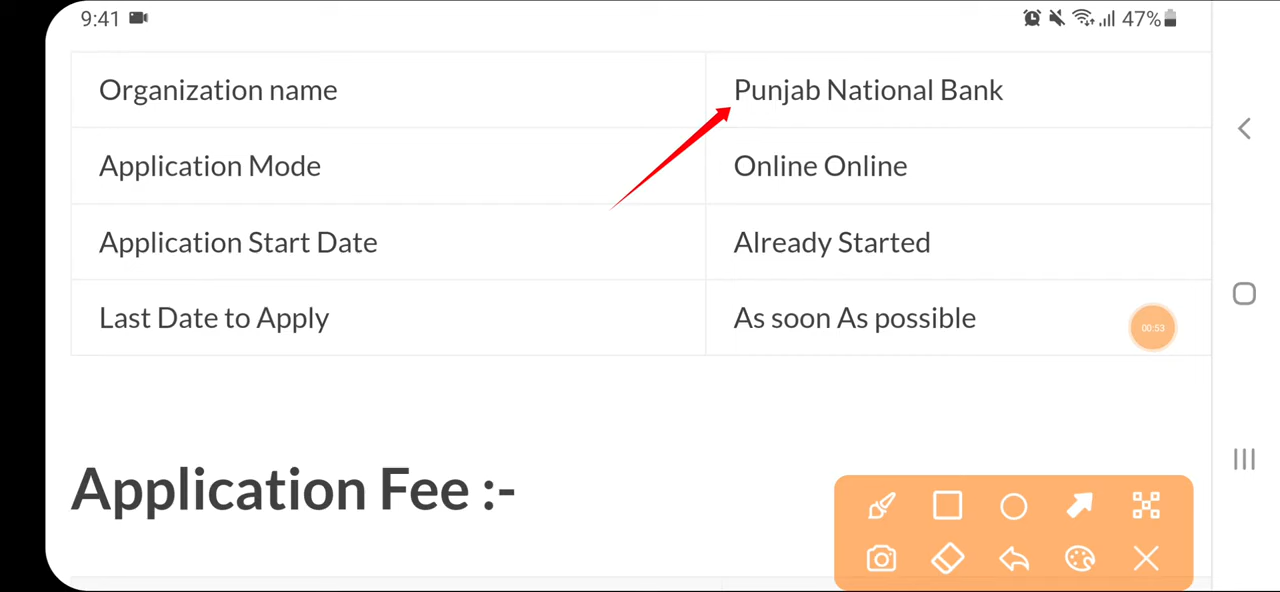 9:41 47%
Organization name Punjab National Bank
Application Mode Online Online
Application Start Date Already Started
Last Date to Apply As soon As possible
00:53
Application Fee :-